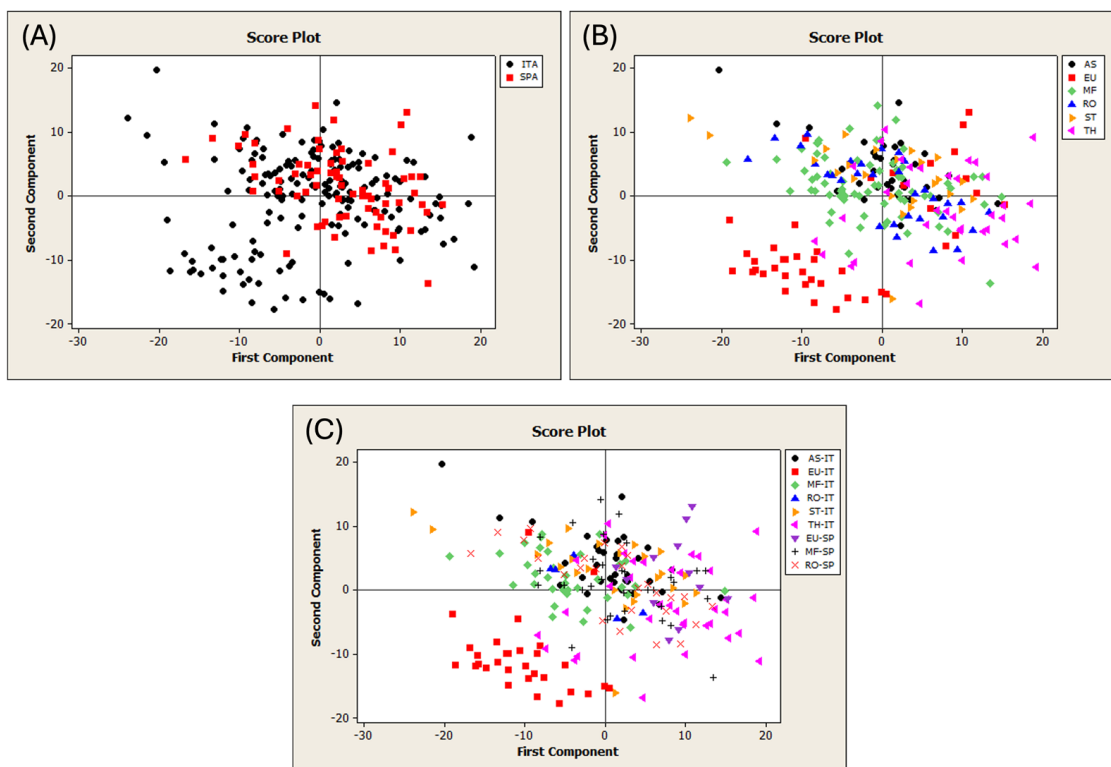 (A)
Score Plot
ITA
SPA
Second Component
20
10
0
-10
-20
-30
-20
-10
0
10
20
First Component
(B)
Score Plot
AS
EU
MF
RO
ST
TH
Second Component
20
10
0
-10
-20
-30
-20
-10
0
10
20
First Component
(C)
Score Plot
AS-IT
EU-IT
MF-IT
RO-IT
ST-IT
TH-IT
EU-SP
MF-SP
RO-SP
Second Component
20
10
0
-10
-20
-30
-20
-10
0
10
20
First Component